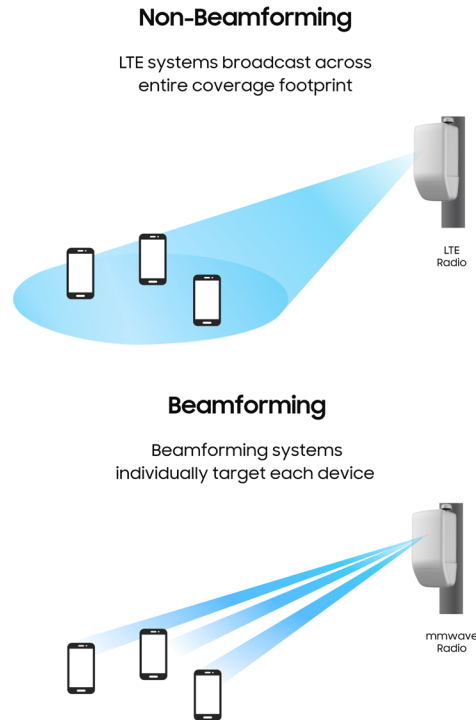 Non-Beamforming
LTE systems broadcast across
entire coverage footprint
LTE
Radio
Beamforming
Beamforming systems
individually target each device
mmwave
Radio